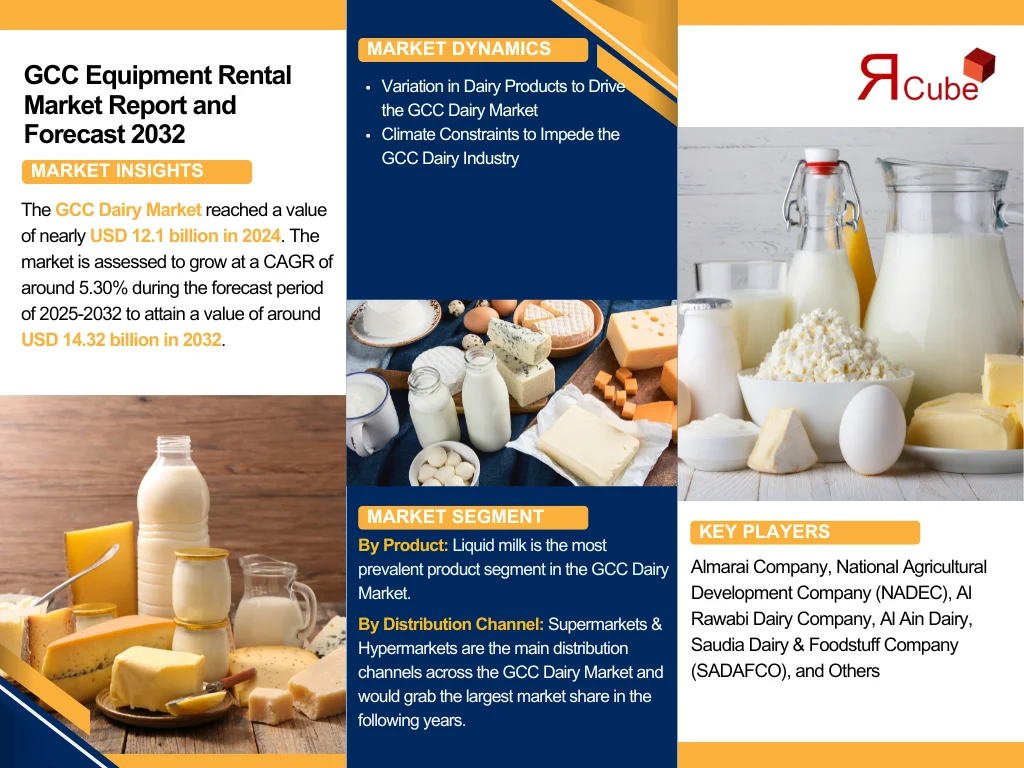 GCC Equipment Rental
Market Report and
Forecast 2032
MARKET INSIGHTS
The GCC Dairy Market reached a value
of nearly USD 12.1 billion in 2024. The
market is assessed to grow at a CAGR of
around 5.30% during the forecast period
of 2025-2032 to attain a value of around
USD 14.32 billion in 2032.
MARKET DYNAMICS
• Variation in Dairy Products to Drive
the GCC Dairy Market
• Climate Constraints to Impede the
GCC Dairy Industry
MARKET SEGMENT
By Product: Liquid milk is the most
prevalent product segment in the GCC Dairy
Market.
By Distribution Channel: Supermarkets &
Hypermarkets are the main distribution
channels across the GCC Dairy Market and
would grab the largest market share in the
following years.
ЯCube
KEY PLAYERS
Almarai Company, National Agricultural
Development Company (NADEC), Al
Rawabi Dairy Company, Al Ain Dairy,
Saudia Dairy & Foodstuff Company
(SADAFCO), and Others